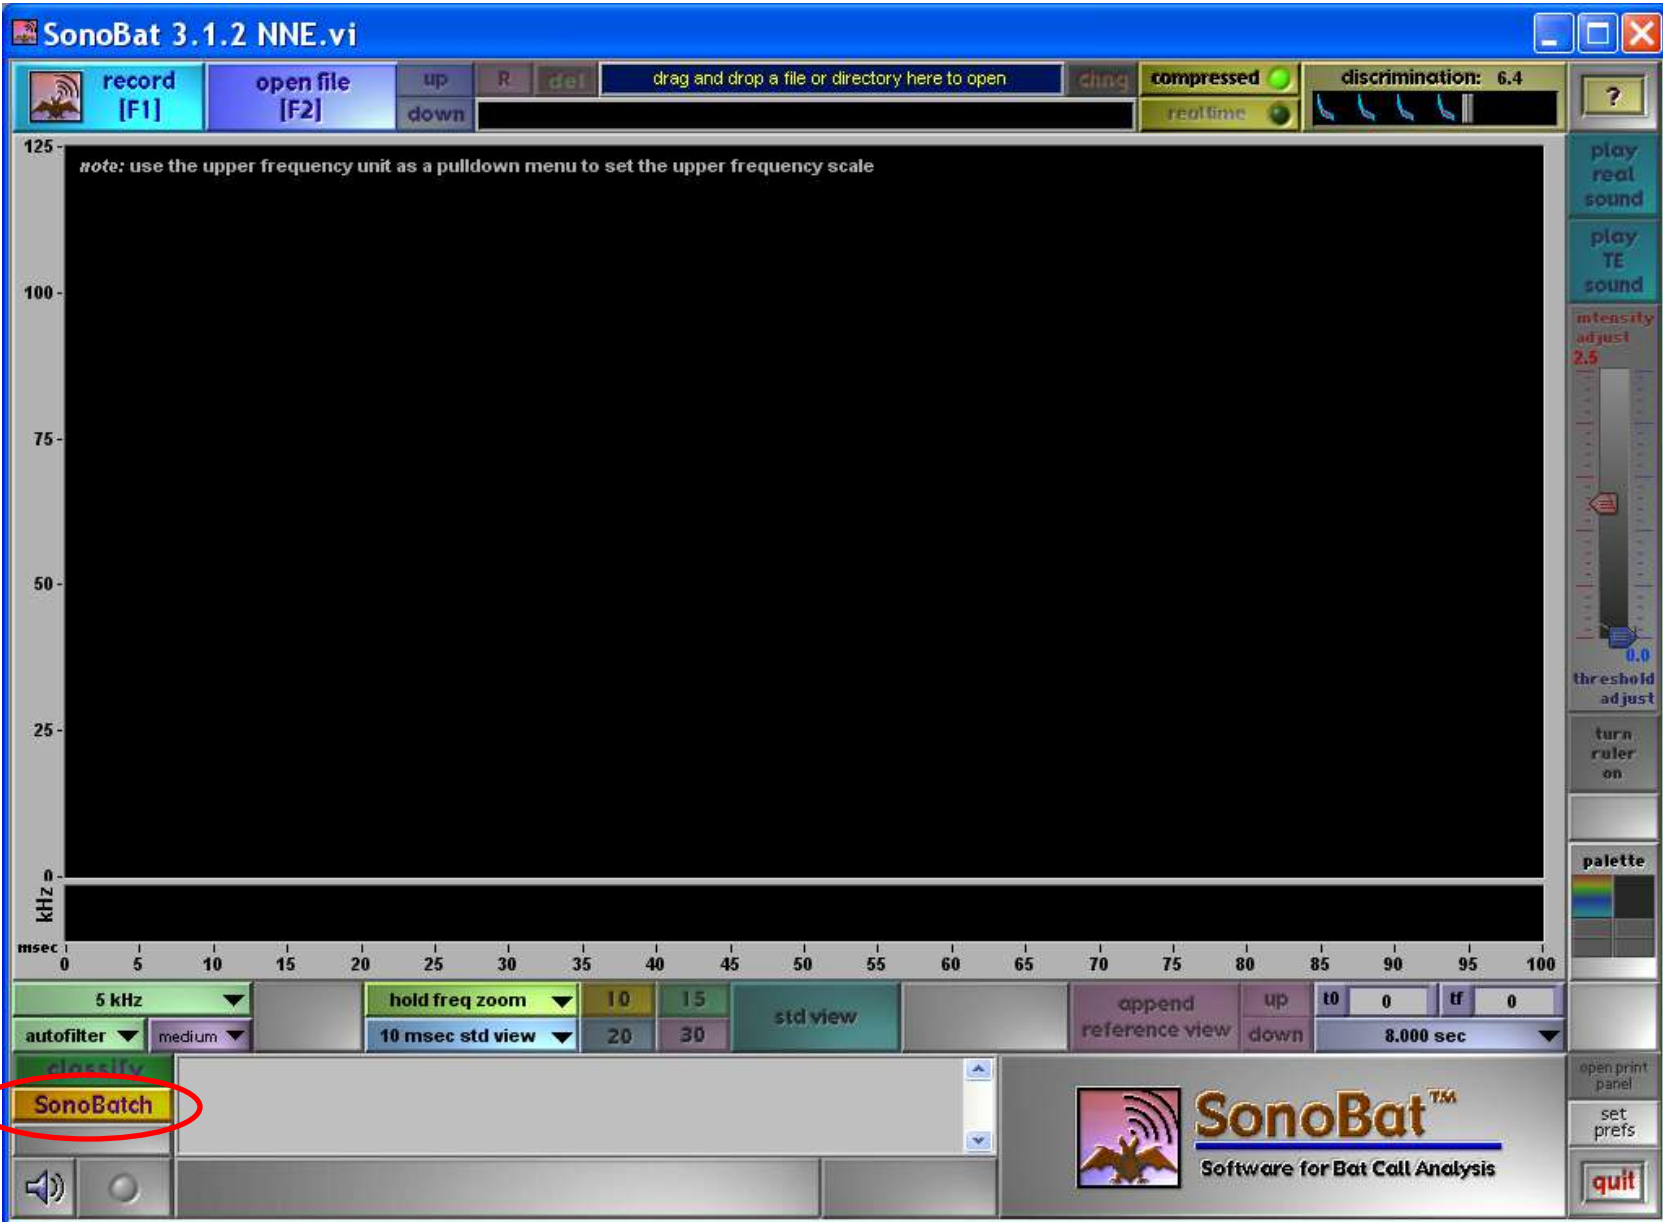 SonoBat 3.1.2 NNE.vi
record
[F1]
open file
[F2]
up
down
R
del
drag and drop a file or directory here to open
chng
compressed
realtime
discrimination: 6.4
?
note: use the upper frequency unit as a pulldown menu to set the upper frequency scale
125
100
75
50
25
0
kHz
play
real
sound
play
TE
sound
intensity
adjust
2.5
0.0
threshold
adjust
turn
ruler
on
palette
msec
0 5 10 15 20 25 30 35 40 45 50 55 60 65 70 75 80 85 90 95 100
5 kHz
autofilter
medium
hold freq zoom
10 msec std view
10
15
20
30
std view
append
reference view
up
down
t0 0 tf 0
8.000 sec
classify
SonoBatch
SonoBat™
Software for Bat Call Analysis
open print
panel
set
prefs
quit